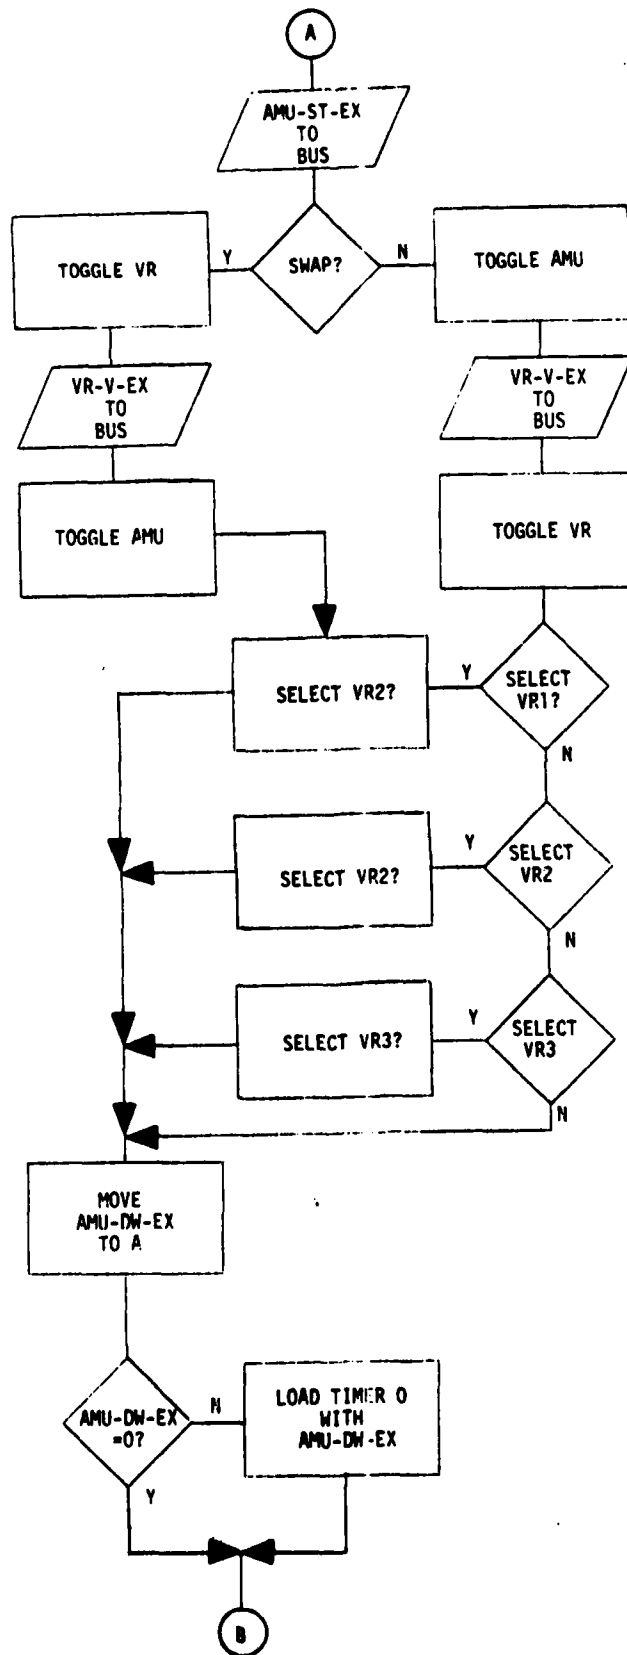 A
AMU-ST-EX
TO
BUS
SWAP?
Y
N
TOGGLE VR
TOGGLE AMU
VR-V-EX
TO
BUS
VR-V-EX
TO
BUS
TOGGLE AMU
TOGGLE VR
SELECT VR2?
Y
SELECT
VR1?
N
SELECT VR2?
Y
SELECT
VR2
N
SELECT VR3?
Y
SELECT
VR3
N
MOVE
AMU-DW-EX
TO A
AMU-DW-EX
=0?
N
LOAD TIMER 0
WITH
AMU-DW-EX
Y
B